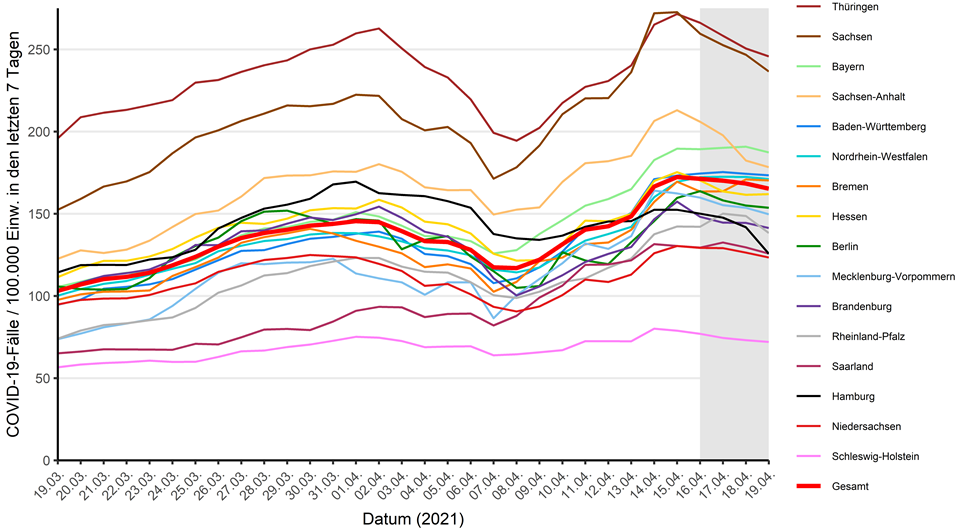 COVID-19-Fälle / 100.000 Einw. in den letzten 7 Tagen
250
200
150
100
50
0
19.03.
20.03.
21.03.
22.03.
23.03.
24.03.
25.03.
26.03.
27.03.
28.03.
29.03.
30.03.
31.03.
01.04.
02.04.
03.04.
04.04.
05.04.
06.04.
07.04.
08.04.
09.04.
10.04.
11.04.
12.04.
13.04.
14.04.
15.04.
16.04.
17.04.
18.04.
19.04.
Datum (2021)
Thüringen
Sachsen
Bayern
Sachsen-Anhalt
Baden-Württemberg
Nordrhein-Westfalen
Bremen
Hessen
Berlin
Mecklenburg-Vorpommern
Brandenburg
Rheinland-Pfalz
Saarland
Hamburg
Niedersachsen
Schleswig-Holstein
Gesamt